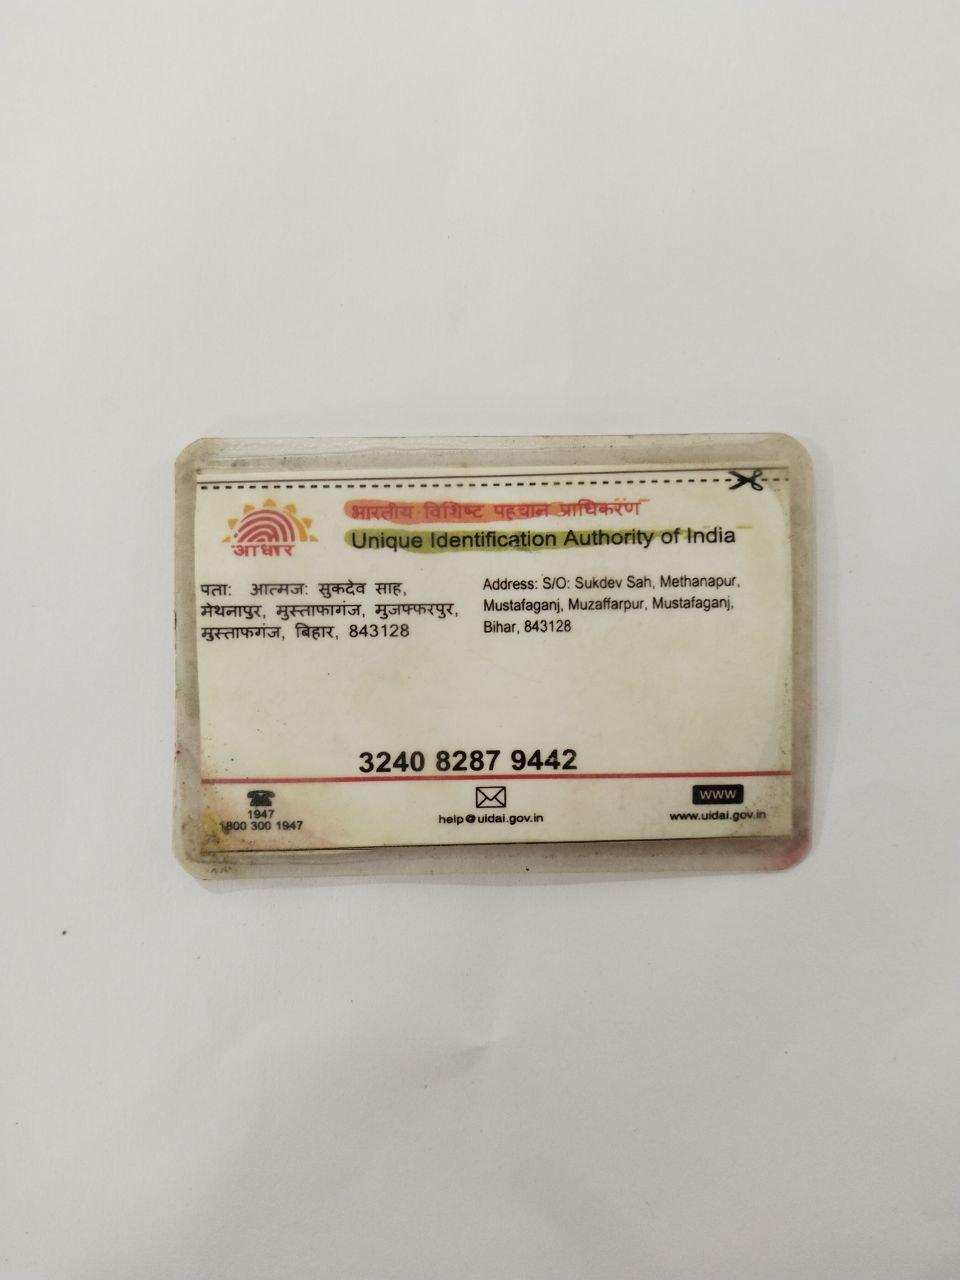 भारतीय विशिष्ट पहचान प्राधिकरण
Unique Identification Authority of India
आधार
पता: आत्मज: सुकदेव साह,
मेथनापुर, मुस्ताफागंज, मुजफ्फरपुर,
मुस्ताफगंज, बिहार, 843128
Address: S/O: Sukdev Sah, Methanapur,
Mustafaganj, Muzaffarpur, Mustafaganj,
Bihar, 843128
3240 8287 9442
1947
1800 300 1947
help@uidai.gov.in
www
www.uidai.gov.in